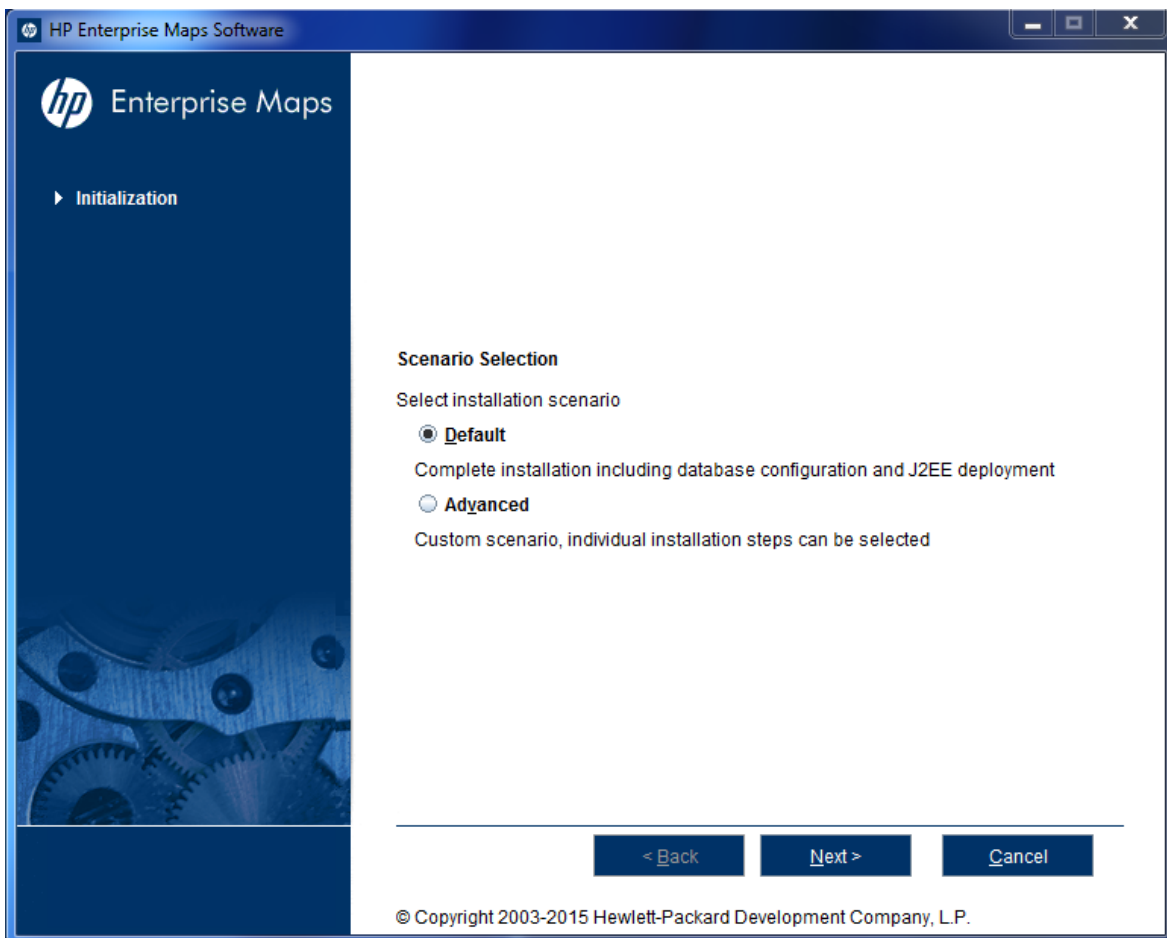 HP Enterprise Maps Software
hp Enterprise Maps
Initialization
Scenario Selection
Select installation scenario
Default
Complete installation including database configuration and J2EE deployment
Advanced
Custom scenario, individual installation steps can be selected
< Back Next > Cancel
© Copyright 2003-2015 Hewlett-Packard Development Company, L.P.